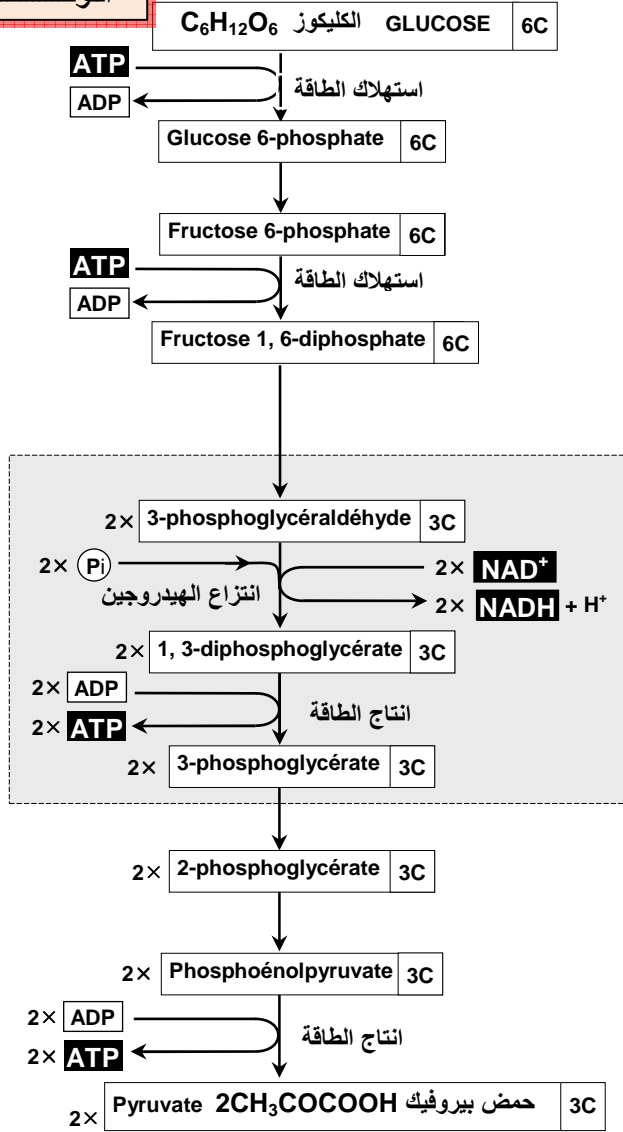 C₆H₁₂O₆ الكليكوز GLUCOSE 6C
ATP
استهلاك الطاقة
ADP
Glucose 6-phosphate 6C
Fructose 6-phosphate 6C
ATP
استهلاك الطاقة
ADP
Fructose 1, 6-diphosphate 6C
2× 3-phosphoglycéraldéhyde 3C
2× Pi 2× NAD⁺
انتزاع الهيدروجين 2× NADH + H⁺
2× 1, 3-diphosphoglycérate 3C
2× ADP
انتاج الطاقة
2× ATP
2× 3-phosphoglycérate 3C
2× 2-phosphoglycérate 3C
2× Phosphoénolpyruvate 3C
2× ADP
انتاج الطاقة
2× ATP
2× Pyruvate 2CH₃COCOOH حمض بيروفيك 3C